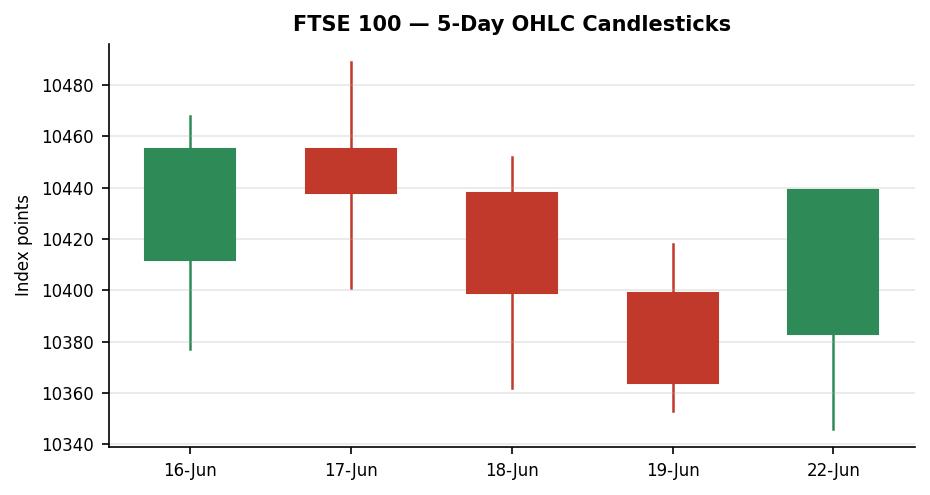 FTSE 100 — 5-Day OHLC Candlesticks
Index points
10480
10460
10440
10420
10400
10380
10360
10340
16-Jun 17-Jun 18-Jun 19-Jun 22-Jun